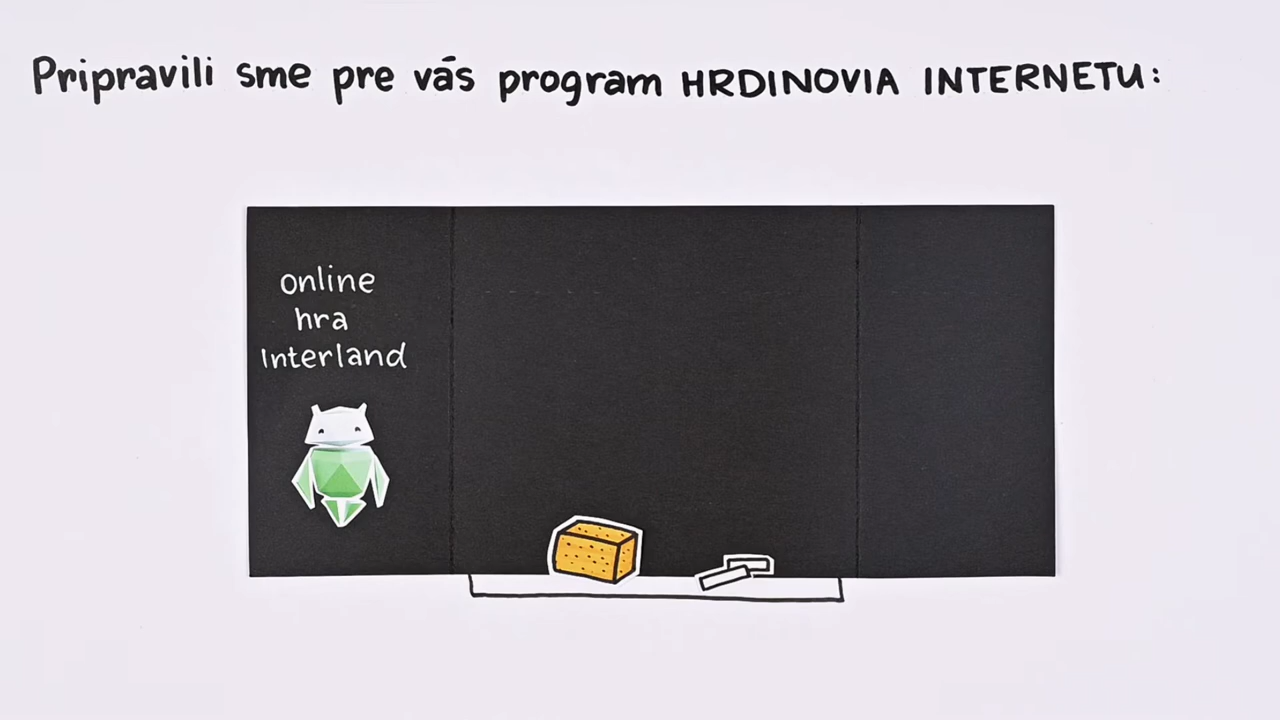 Pripravili sme pre vás program HRDINOVIA INTERNETU:
online
hra
Interland